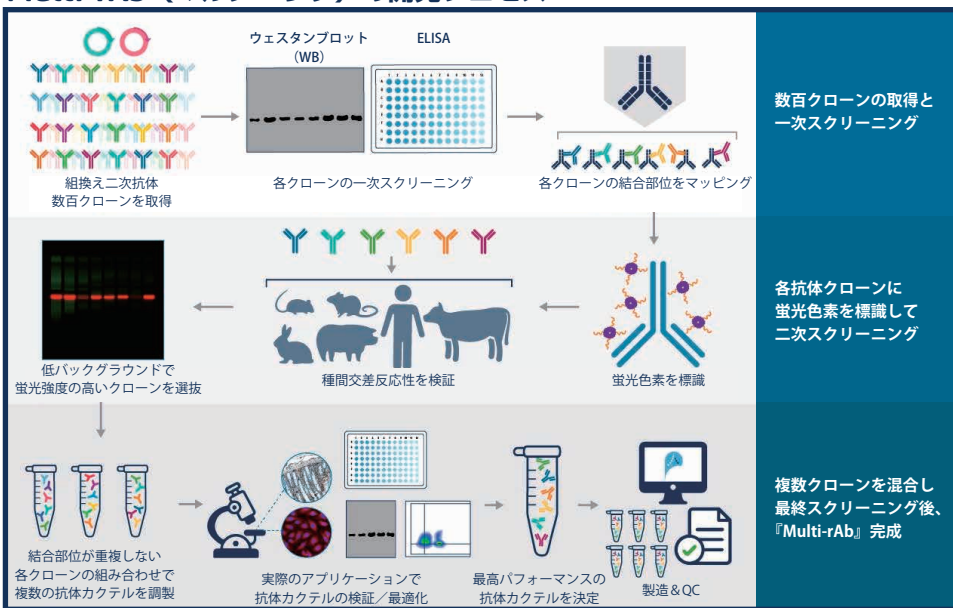 ウェスタンブロット
(WB)
ELISA
組換え二次抗体
数百クローンを取得
各クローンの一次スクリーニング
各クローンの結合部位をマッピング
数百クローンの取得と
一次スクリーニング
低バックグラウンドで
蛍光強度の高いクローンを選抜
種間交差反応性を検証
蛍光色素を標識
各抗体クローンに
蛍光色素を標識して
二次スクリーニング
結合部位が重複しない
各クローンの組み合わせで
複数の抗体カクテルを調製
実際のアプリケーションで
抗体カクテルの検証/最適化
最高パフォーマンスの
抗体カクテルを決定
製造&QC
複数クローンを混合し
最終スクリーニング後、
『Multi-rAb』完成